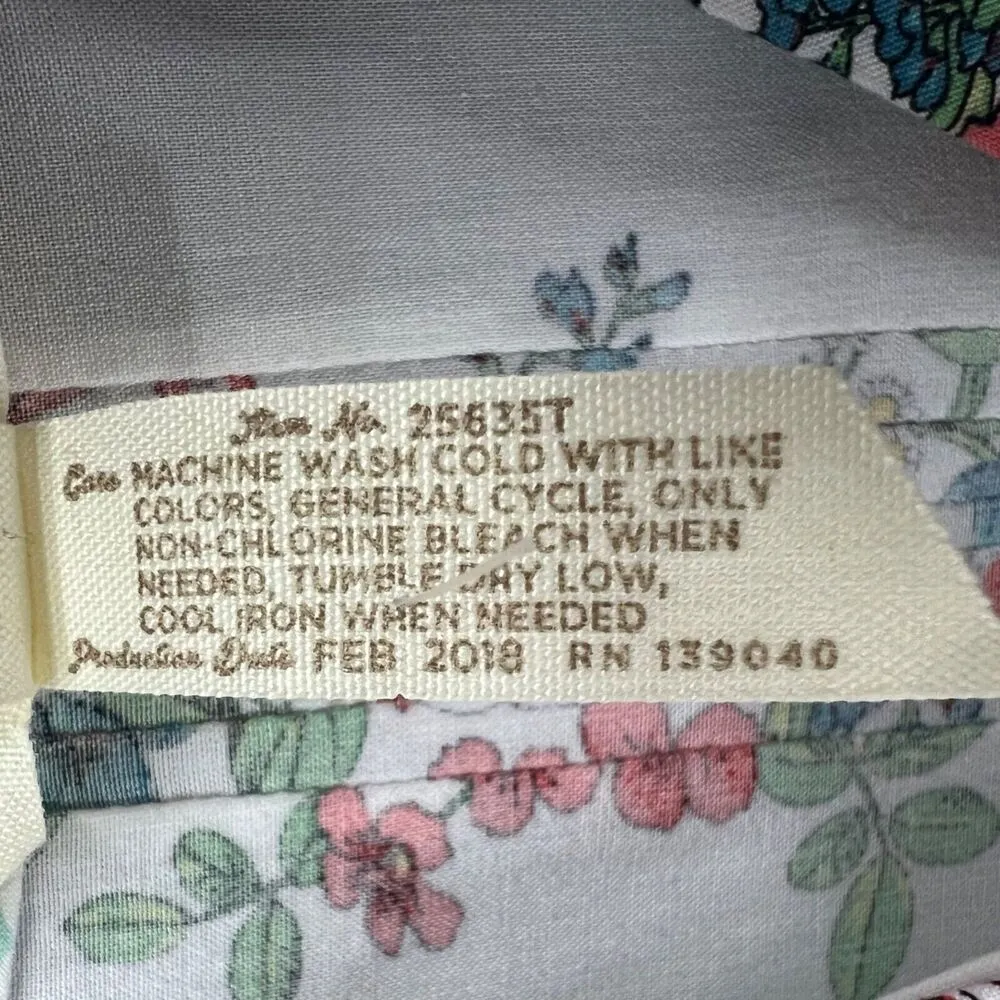 Item No. 25635T
Care MACHINE WASH COLD WITH LIKE
COLORS, GENERAL CYCLE, ONLY
NON-CHLORINE BLEACH WHEN
NEEDED, TUMBLE DRY LOW,
COOL IRON WHEN NEEDED
Production Date FEB 2018 RN 139040